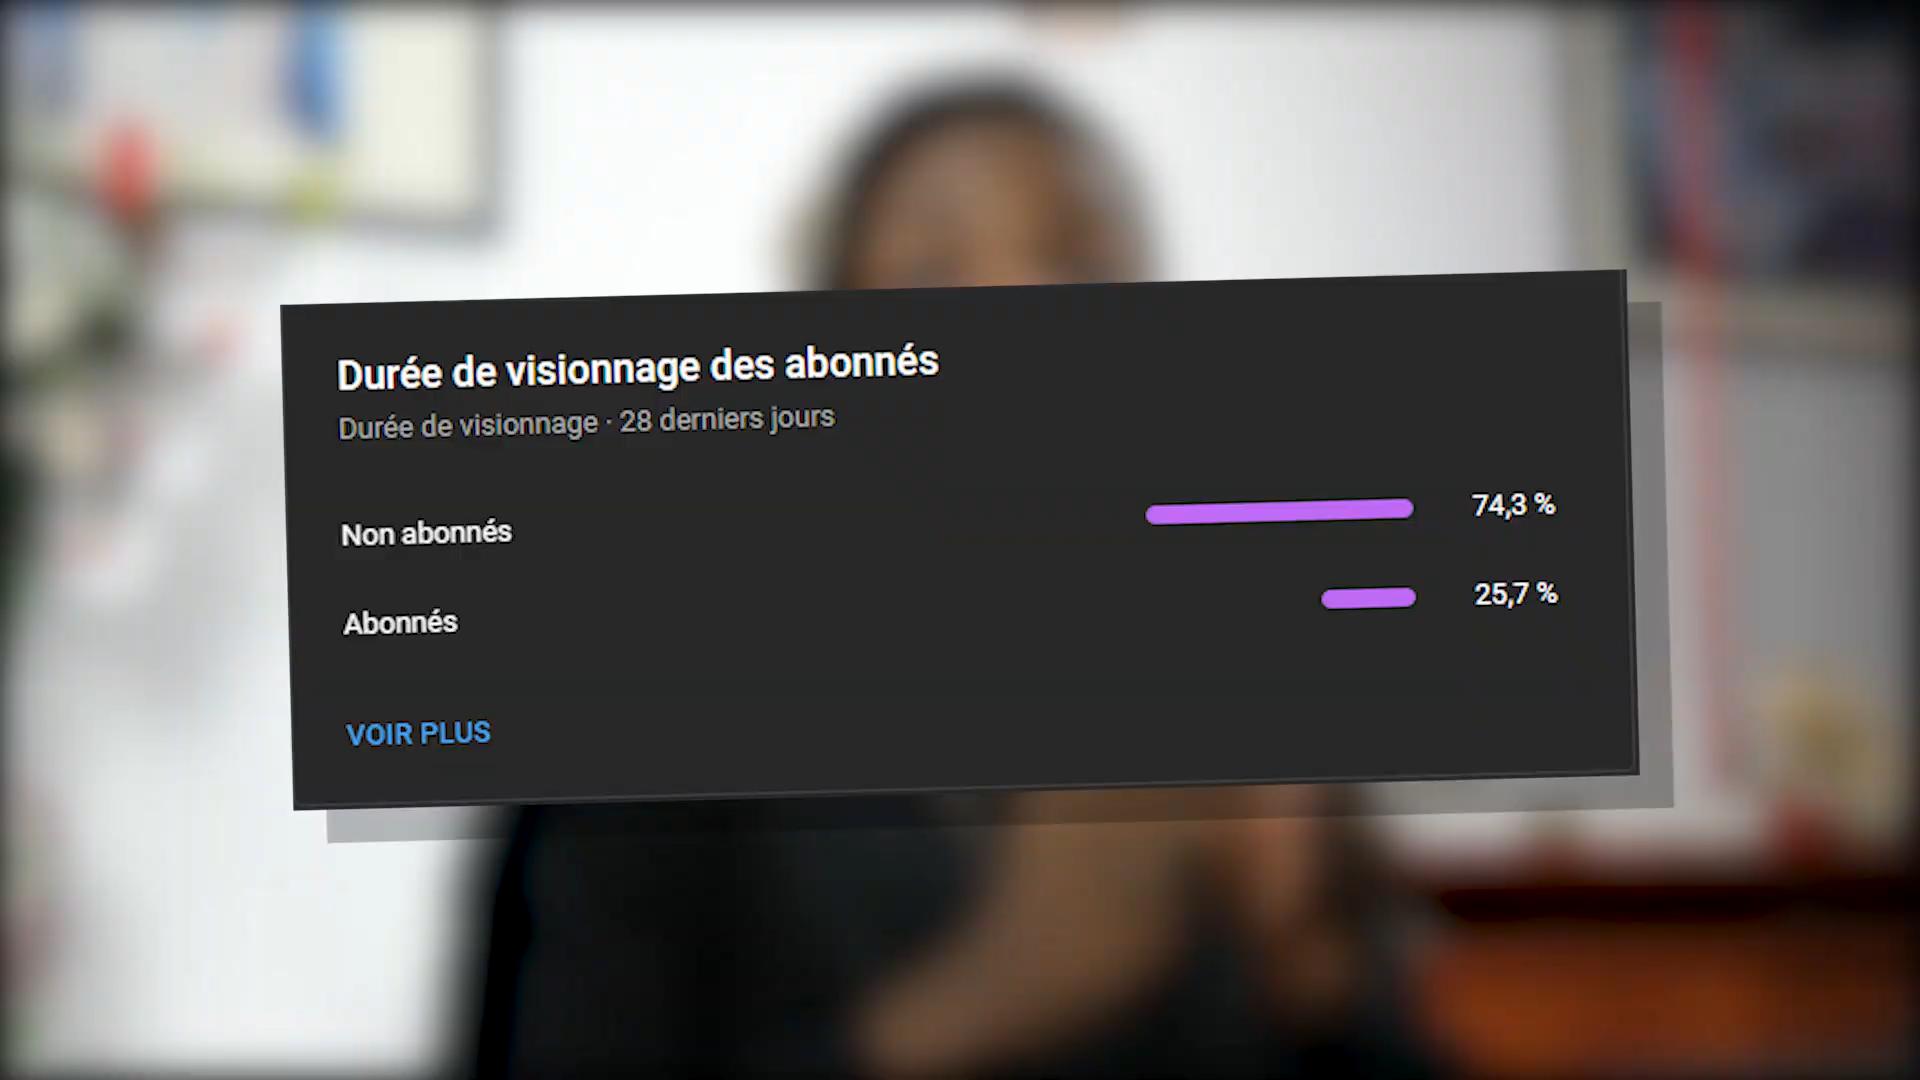 Durée de visionnage des abonnés
Durée de visionnage · 28 derniers jours
Non abonnés 74,3 %
Abonnés 25,7 %
VOIR PLUS